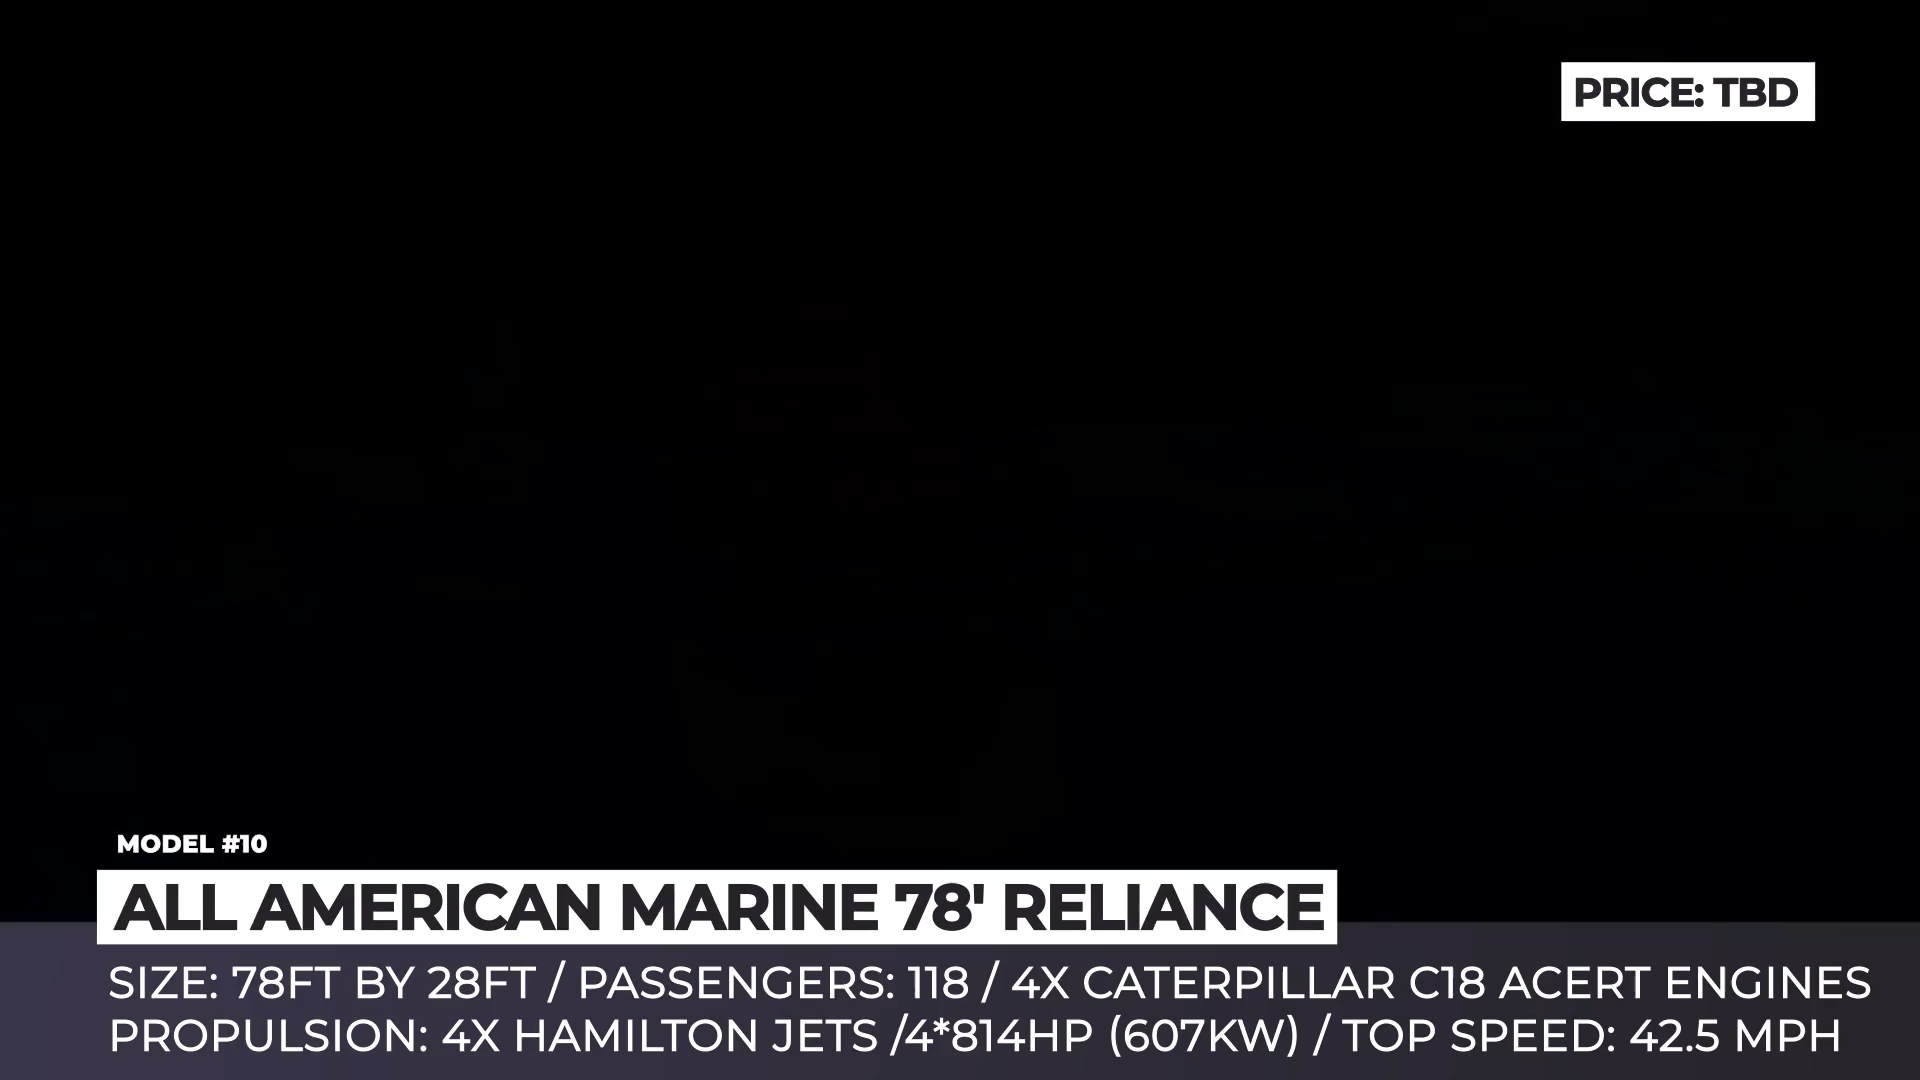 PRICE: TBD
MODEL #10
ALL AMERICAN MARINE 78' RELIANCE
SIZE: 78FT BY 28FT / PASSENGERS: 118 / 4X CATERPILLAR C18 ACERT ENGINES
PROPULSION: 4X HAMILTON JETS /4*814HP (607KW) / TOP SPEED: 42.5 MPH